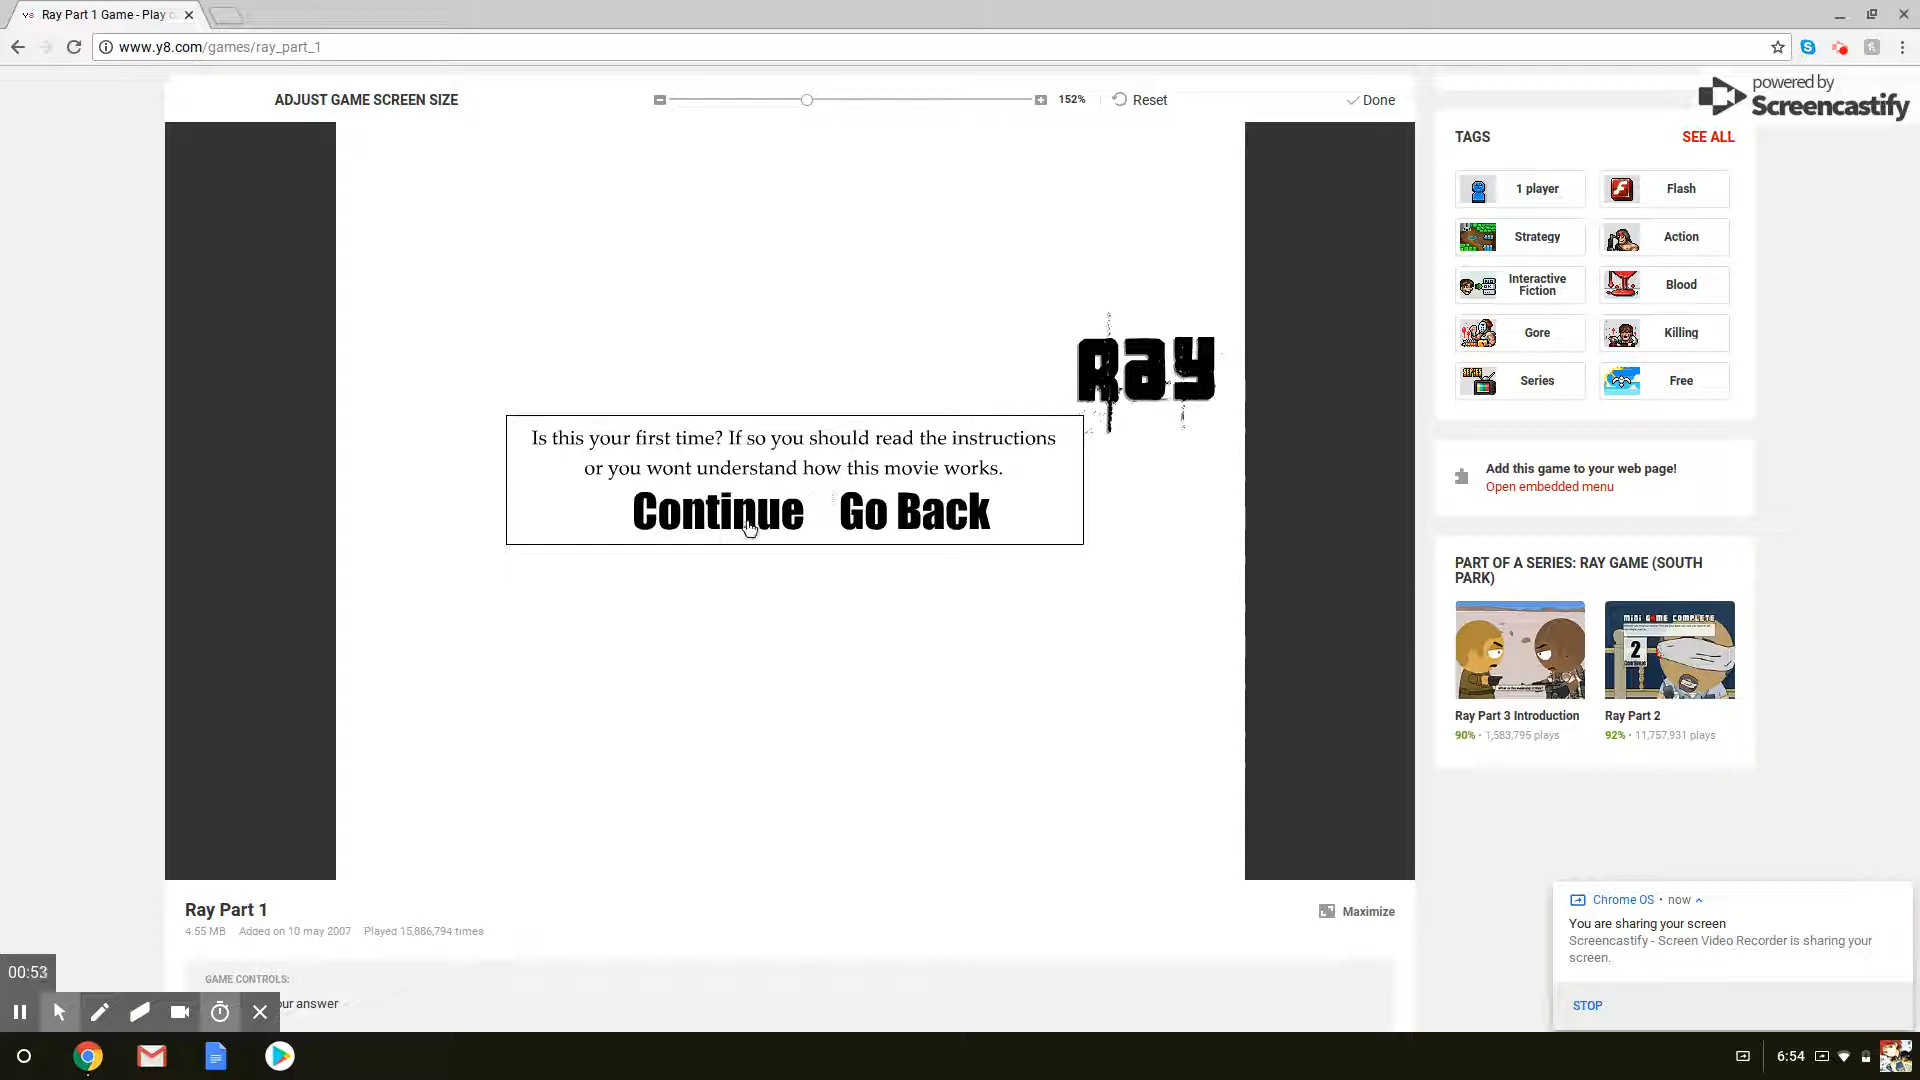 Ray Part 1 Game - Play
www.y8.com/games/ray_part_1
powered by
Screencastify
ADJUST GAME SCREEN SIZE
152%
Reset
Done
TAGS
SEE ALL
1 player
Flash
Strategy
Action
Interactive
Fiction
Blood
Gore
Killing
Series
Free
Ray
Is this your first time? If so you should read the instructions
or you wont understand how this movie works.
Continue Go Back
Add this game to your web page!
Open embedded menu
PART OF A SERIES: RAY GAME (SOUTH
PARK)
MINI GAME COMPLETE
2
Continue
Ray Part 3 Introduction
90% · 1,583,795 plays
Ray Part 2
92% · 11,757,931 plays
Ray Part 1
Maximize
4.55 MB Added on 10 may 2007 Played 15,886,794 times
GAME CONTROLS:
our answer
00:53
Chrome OS · now
You are sharing your screen
Screencastify - Screen Video Recorder is sharing your
screen.
STOP
6:54